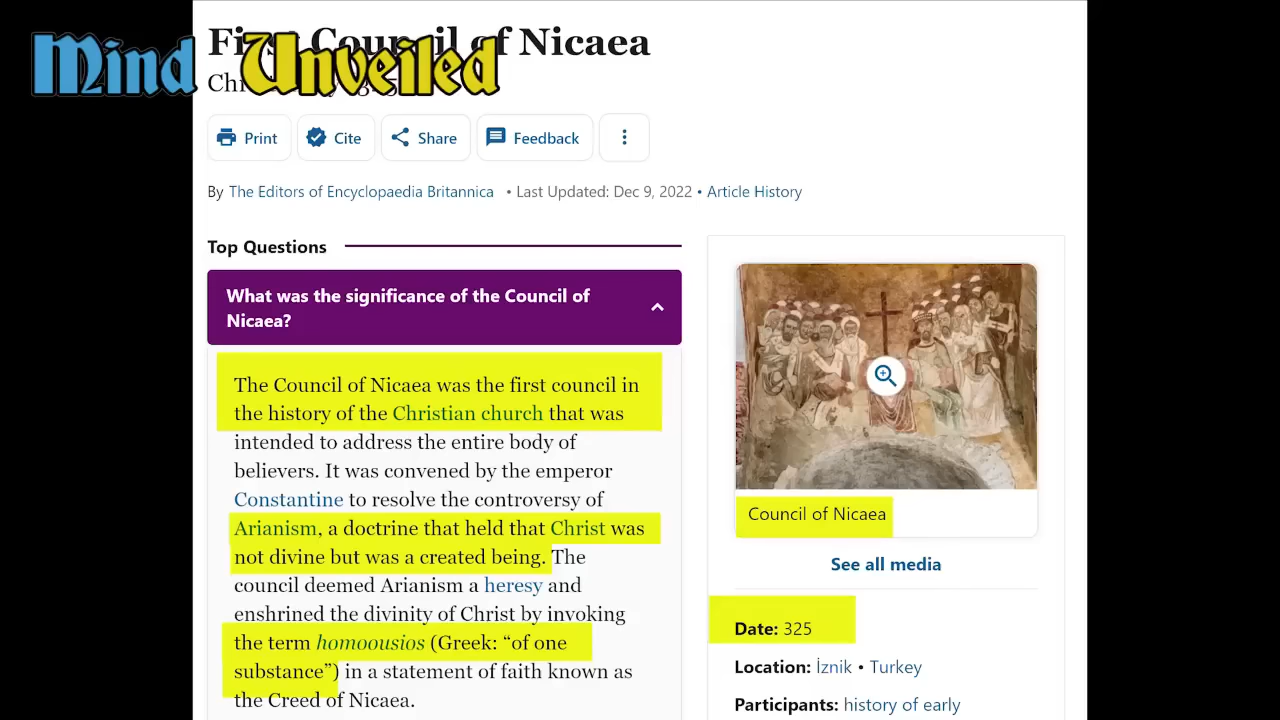 Mind Unveiled
First Council of Nicaea
Print
Cite
Share
Feedback
By The Editors of Encyclopaedia Britannica • Last Updated: Dec 9, 2022 • Article History
Top Questions
What was the significance of the Council of
Nicaea?
The Council of Nicaea was the first council in
the history of the Christian church that was
intended to address the entire body of
believers. It was convened by the emperor
Constantine to resolve the controversy of
Arianism, a doctrine that held that Christ was
not divine but was a created being. The
council deemed Arianism a heresy and
enshrined the divinity of Christ by invoking
the term homoousios (Greek: “of one
substance”) in a statement of faith known as
the Creed of Nicaea.
Council of Nicaea
See all media
Date: 325
Location: İznik • Turkey
Participants: history of early